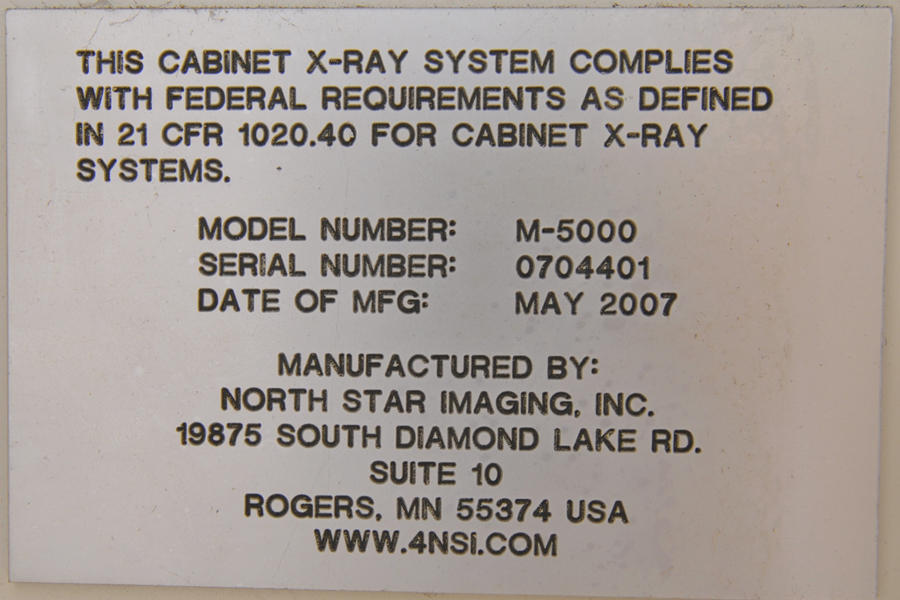 THIS CABINET X-RAY SYSTEM COMPLIES
WITH FEDERAL REQUIREMENTS AS DEFINED
IN 21 CFR 1020.40 FOR CABINET X-RAY
SYSTEMS.
MODEL NUMBER: M-5000
SERIAL NUMBER: 0704401
DATE OF MFG: MAY 2007
MANUFACTURED BY:
NORTH STAR IMAGING, INC.
19875 SOUTH DIAMOND LAKE RD.
SUITE 10
ROGERS, MN 55374 USA
WWW.4NSI.COM